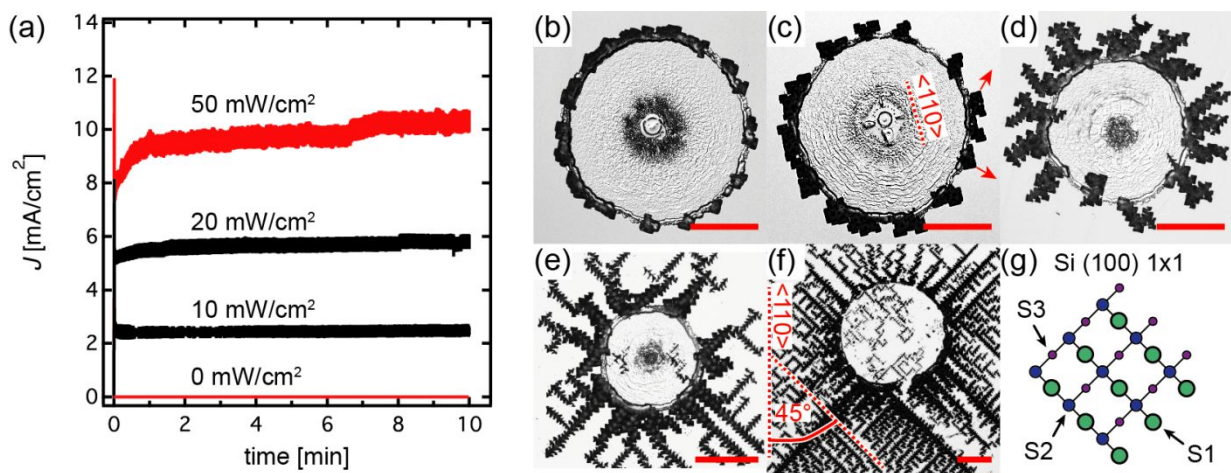 (a)
14
12
10
8
6
4
2
0
J [mA/cm²]
50 mW/cm²
20 mW/cm²
10 mW/cm²
0 mW/cm²
0 2 4 6 8 10
time [min]
(b)
(c)
<110>
(d)
(e)
(f)
<110>
45°
(g)
Si (100) 1x1
S3
S2
S1